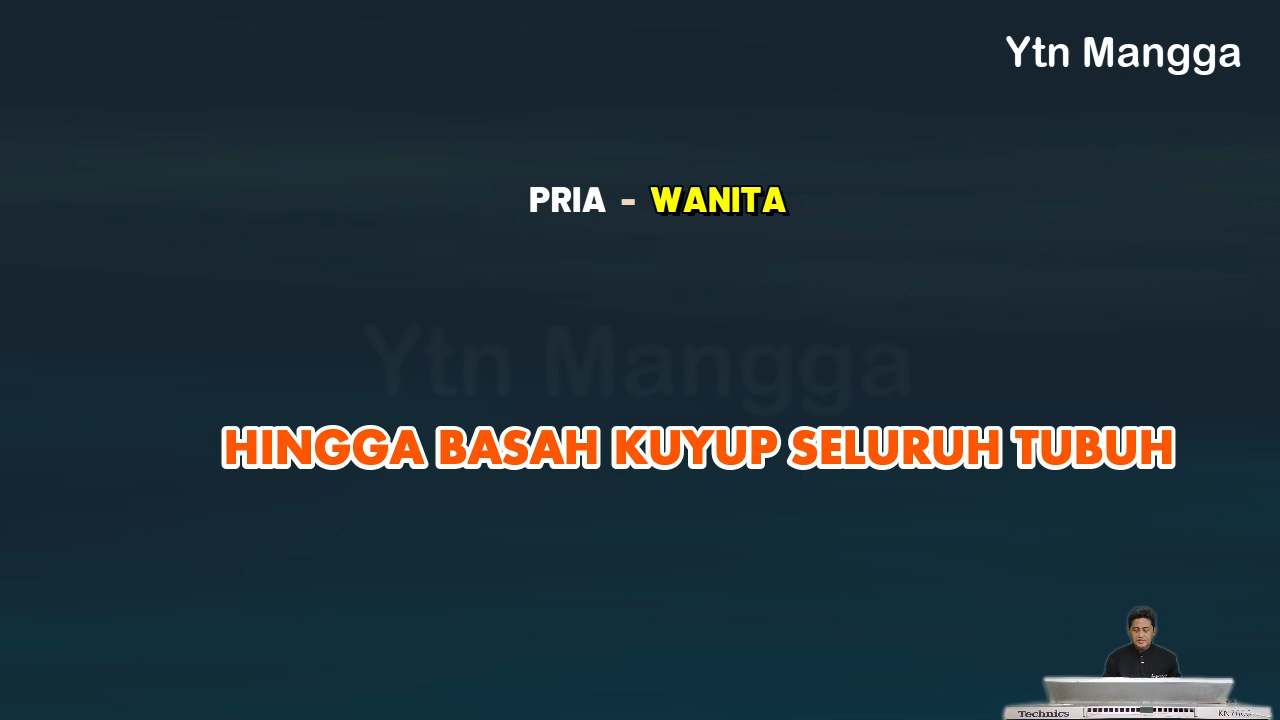 Ytn Mangga
PRIA - WANITA
Ytn Mangga
HINGGA BASAH KUYUP SELURUH TUBUH
Technics